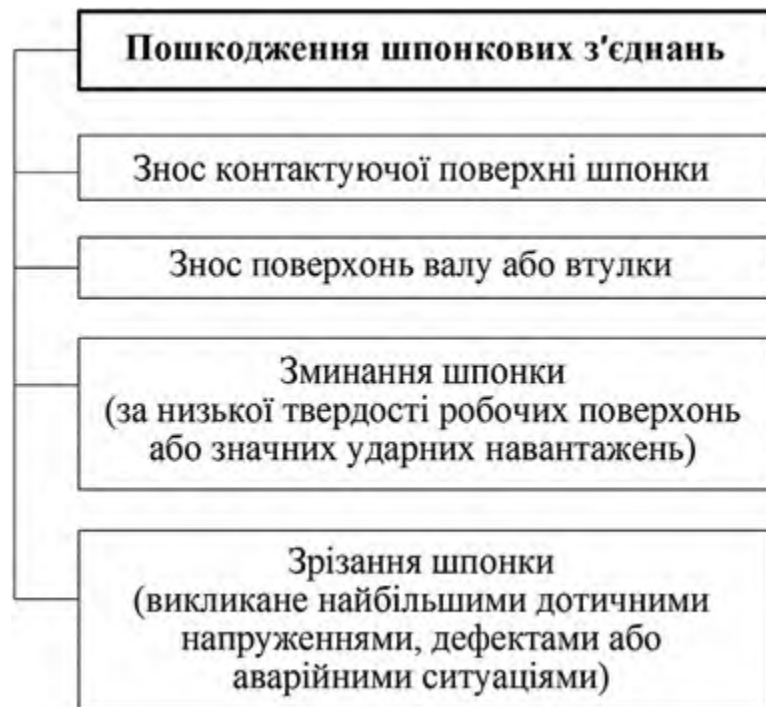 Пошкодження шпонкових з'єднань
Знос контактуючої поверхні шпонки
Знос поверхонь валу або втулки
Зминання шпонки
(за низької твердості робочих поверхонь
або значних ударних навантажень)
Зрізання шпонки
(викликане найбільшими дотичними
напруженнями, дефектами або
аварійними ситуаціями)